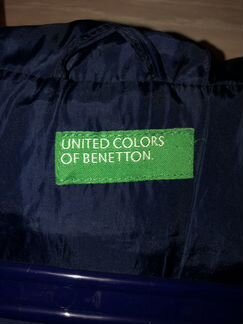 UNITED COLORS
OF BENETTON.